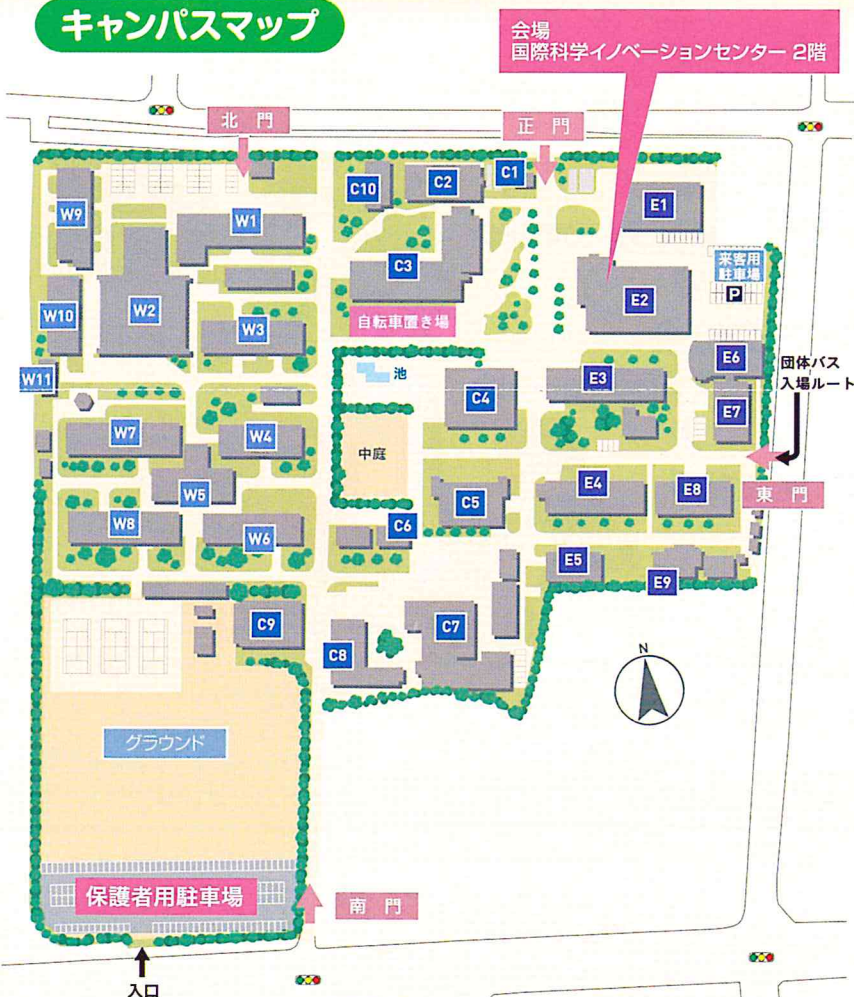 キャンパスマップ
会場
国際科学イノベーションセンター 2階
北 門
正 門
C1
C2
C10
W9
W1
E1
C3
来客用
駐車場
P
W10
W2
W3
E2
自転車置き場
E6
団体バス
入場ルート
W11
池
C4
E3
E7
W7
W4
中庭
W5
C5
E4
E8
東 門
W8
W6
C6
E5
E9
C9
C8
C7
N
グラウンド
保護者用駐車場
南 門
入口